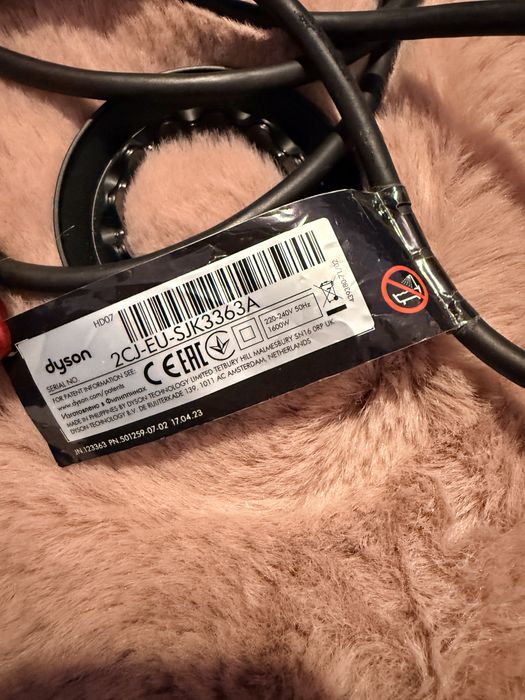 HD07
dyson
SERIAL NO.
2CJ-EU-SJK3363A
FOR PATENT INFORMATION SEE:
www.dyson.com/patents
Изготовлено в Филиппинах
CE EAC
220-240V 50Hz
1600W
MADE IN PHILIPPINES BY DYSON TECHNOLOGY LIMITED TETBURY HILL MALMESBURY SN16 0RP UK
DYSON TECHNOLOGY B.V. DE RUIJTERKADE 139, 1011 AC AMSTERDAM, NETHERLANDS
IN.123363 PN.501259-07-02 17.04.23